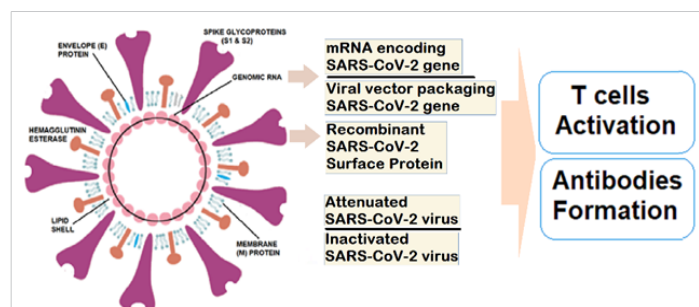 SPIKE GLYCOPROTEINS
(S1 & S2)
ENVELOPE (E)
PROTEIN
GENOMIC RNA
HEMAGGLUTININ
ESTERASE
LIPID
SHELL
MEMBRANE
(M) PROTEIN
mRNA encoding
SARS-CoV-2 gene
Viral vector packaging
SARS-CoV-2 gene
Recombinant
SARS-CoV-2
Surface Protein
Attenuated
SARS-CoV-2 virus
Inactivated
SARS-CoV-2 virus
T cells
Activation
Antibodies
Formation